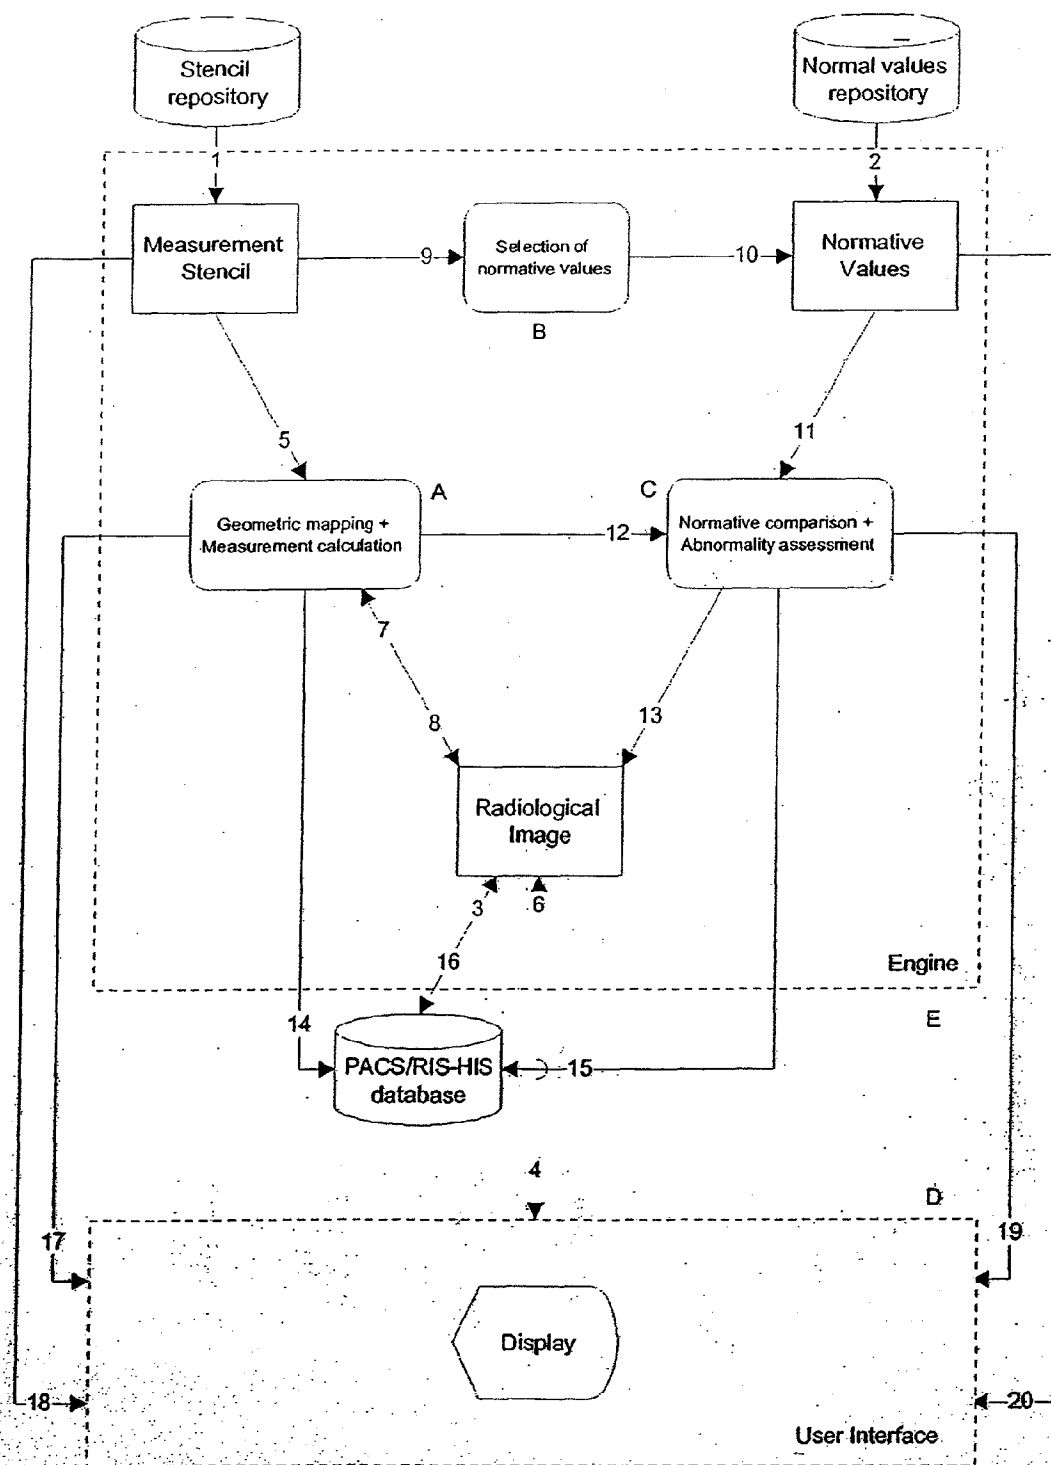 Stencil
repository
Normal values
repository
1
2
Measurement
Stencil
9
Selection of
normative values
10
Normative
Values
B
5
11
A
C
Geometric mapping +
Measurement calculation
12
Normative comparison +
Abnormality assessment
7
8
13
Radiological
Image
3
6
16
Engine
14
E
PACS/RIS-HIS
database
15
4
D
17
19
Display
18
20
User Interface